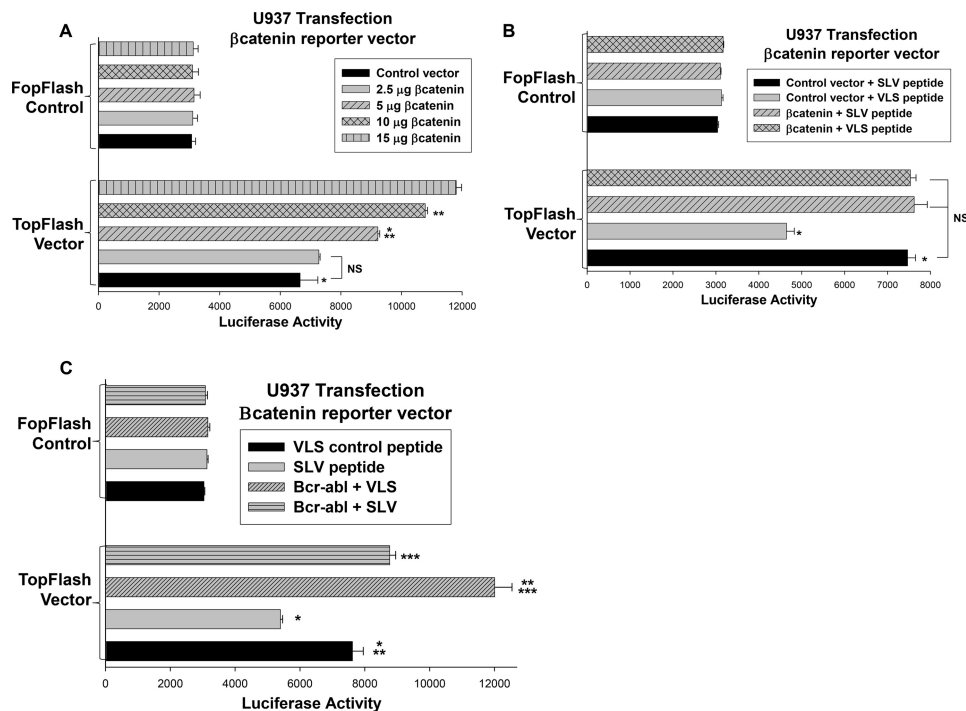 A
U937 Transfection
βcatenin reporter vector
FopFlash
Control
Control vector
2.5 µg βcatenin
5 µg βcatenin
10 µg βcatenin
15 µg βcatenin
TopFlash
Vector
**
*
**
NS
*
0 2000 4000 6000 8000 10000 12000
Luciferase Activity
B
U937 Transfection
βcatenin reporter vector
FopFlash
Control
Control vector + SLV peptide
Control vector + VLS peptide
βcatenin + SLV peptide
βcatenin + VLS peptide
TopFlash
Vector
NS
*
*
0 1000 2000 3000 4000 5000 6000 7000 8000
Luciferase Activity
C
U937 Transfection
Βcatenin reporter vector
FopFlash
Control
VLS control peptide
SLV peptide
Bcr-abl + VLS
Bcr-abl + SLV
TopFlash
Vector
***
**
***
*
*
**
0 2000 4000 6000 8000 10000 12000
Luciferase Activity